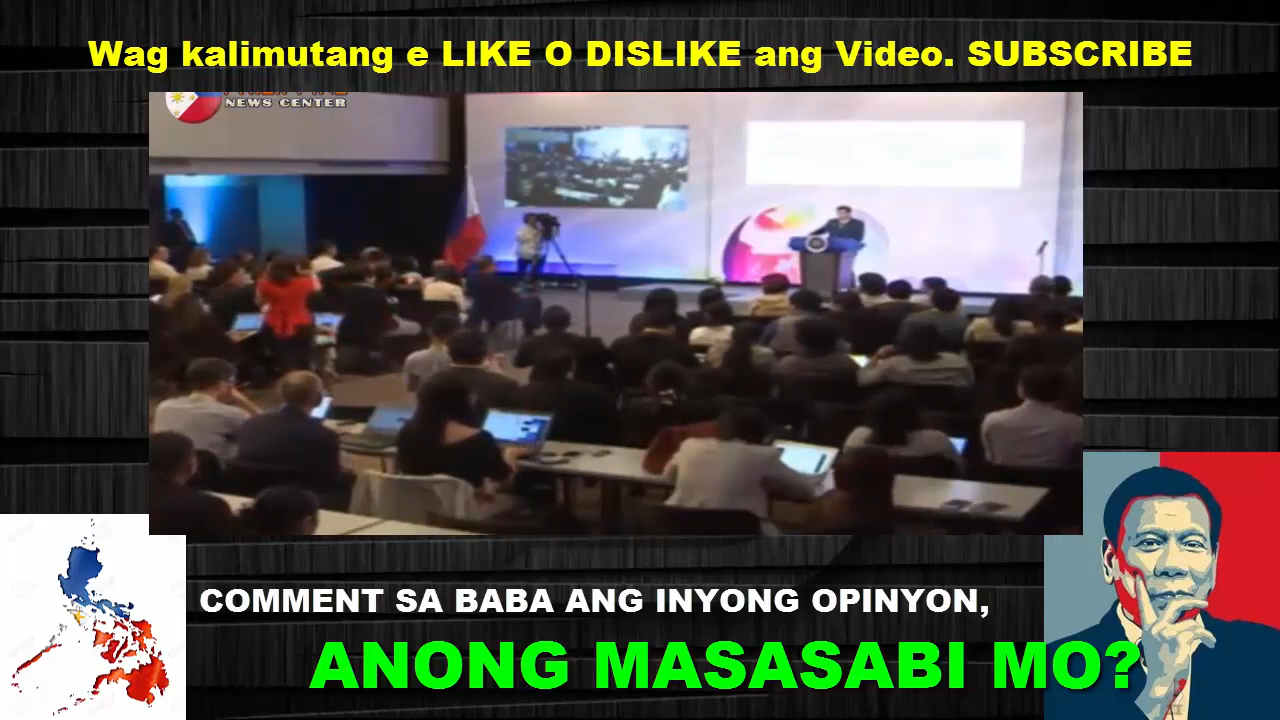 Wag kalimutang e LIKE O DISLIKE ang Video. SUBSCRIBE
NEWS CENTER
COMMENT SA BABA ANG INYONG OPINYON,
ANONG MASASABI MO?